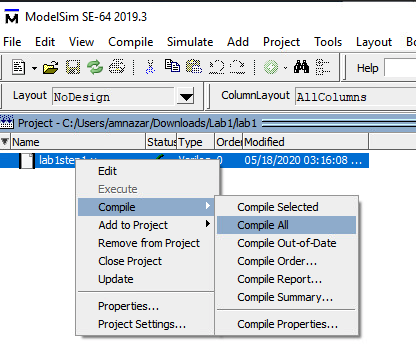 ModelSim SE-64 2019.3
File Edit View Compile Simulate Add Project Tools Layout
Help
Layout NoDesign ColumnLayout AllColumns
Project - C:/Users/amnazar/Downloads/Lab1/lab1
Name Status Type Order Modified
0 05/18/2020 03:16:08 ...
Edit
Execute
Compile
Add to Project
Remove from Project
Close Project
Update
Properties...
Project Settings...
Compile Selected
Compile All
Compile Out-of-Date
Compile Order...
Compile Report...
Compile Summary...
Compile Properties...